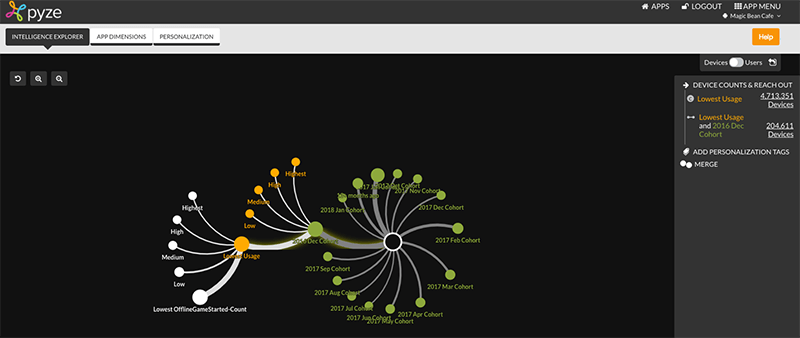 pyze
APPS
LOGOUT
APP MENU
Magic Bean Cafe
INTELLIGENCE EXPLORER
APP DIMENSIONS
PERSONALIZATION
Help
Devices
Users
DEVICE COUNTS & REACH OUT
Lowest Usage
4,713,351
Devices
Lowest Usage
and 2016 Dec
Cohort
204,611
Devices
ADD PERSONALIZATION TAGS
MERGE
Highest
High
Medium
Low
Highest
High
Medium
Low
Lowest Usage
Lowest OfflineGameStarted-Count
2016 Dec Cohort
months ago
2018 Jan Cohort
2017 Nov Cohort
2017 Dec Cohort
2017 Feb Cohort
2017 Mar Cohort
2017 Apr Cohort
2017 May Cohort
2017 Jun Cohort
2017 Jul Cohort
2017 Aug Cohort
2017 Sep Cohort